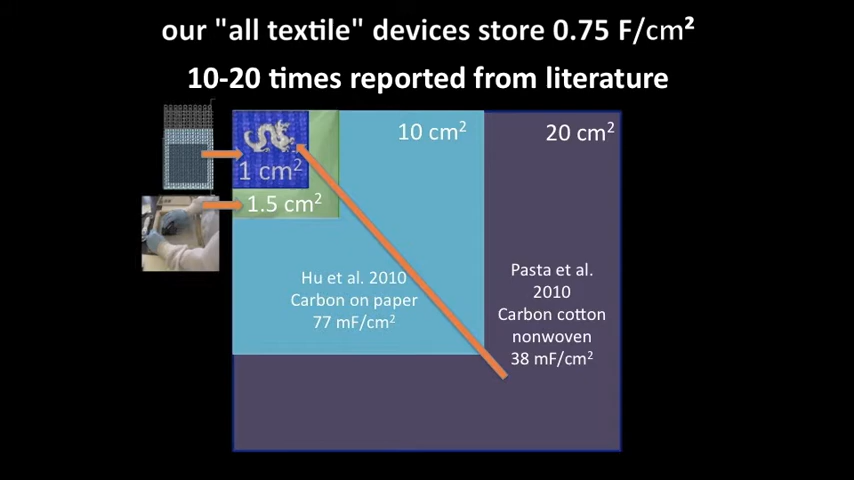 our "all textile" devices store 0.75 F/cm²
10-20 times reported from literature
10 cm²
20 cm²
1 cm²
1.5 cm²
Hu et al. 2010
Carbon on paper
77 mF/cm²
Pasta et al.
2010
Carbon cotton
nonwoven
38 mF/cm²